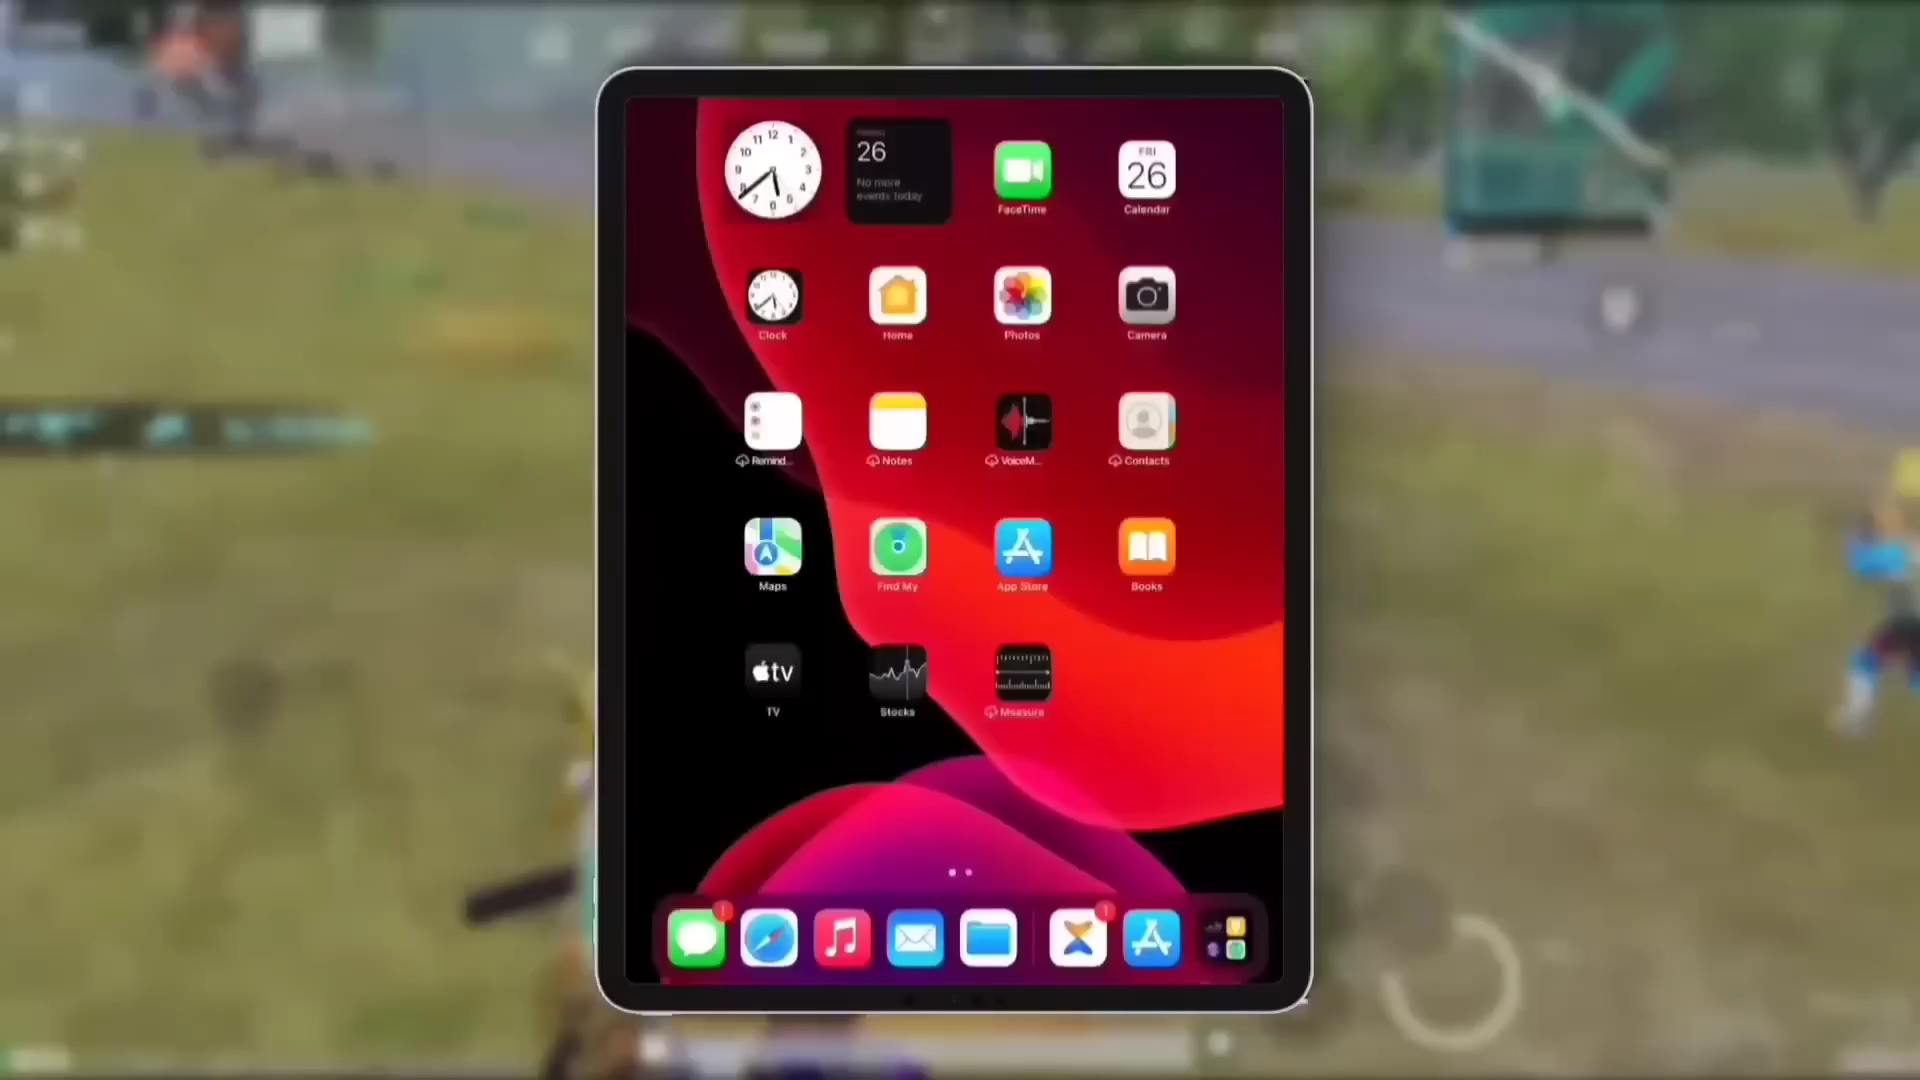 26
No more
events today
FaceTime
FRI
26
Calendar
Clock
Home
Photos
Camera
Remind...
Notes
VoiceM...
Contacts
Maps
Find My
App Store
Books
tv
TV
Stocks
Measure